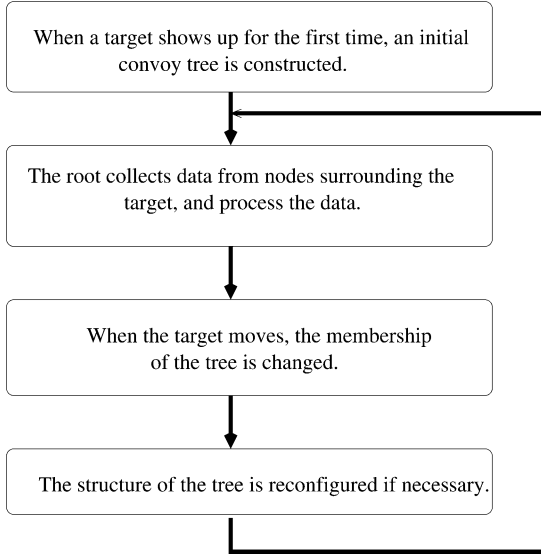 When a target shows up for the first time, an initial
convoy tree is constructed.
The root collects data from nodes surrounding the
target, and process the data.
When the target moves, the membership
of the tree is changed.
The structure of the tree is reconfigured if necessary.